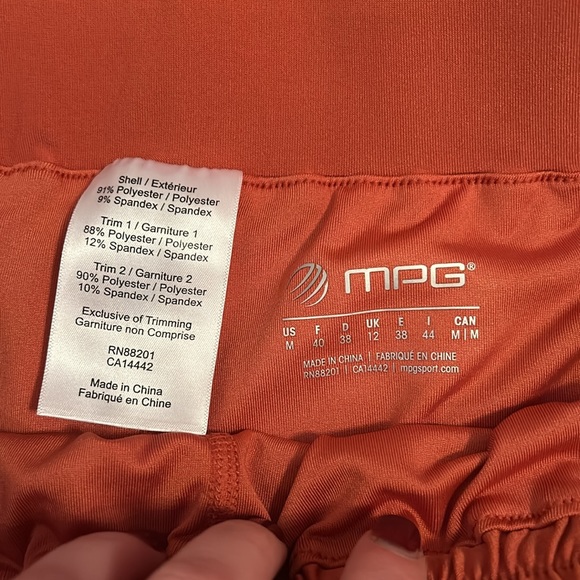 Shell / Extérieur
91% Polyester / Polyester
9% Spandex / Spandex
Trim 1 / Garniture 1
88% Polyester / Polyester
12% Spandex / Spandex
Trim 2 / Garniture 2
90% Polyester / Polyester
10% Spandex / Spandex
Exclusive of Trimming
Garniture non Comprise
RN88201
CA14442
Made in China
Fabriqué en Chine
MPG®
US F D UK E I CAN
M 40 38 12 38 44 M|M
MADE IN CHINA | FABRIQUÉ EN CHINE
RN88201 | CA14442 | mpgsport.com